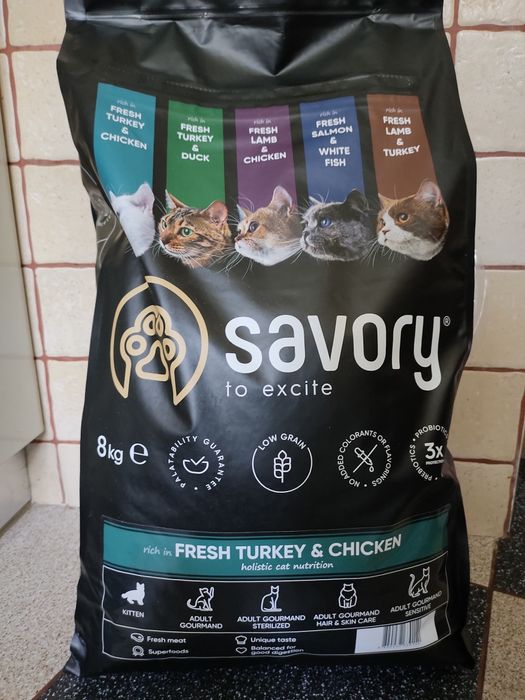 rich in
FRESH
TURKEY
&
CHICKEN
rich in
FRESH
TURKEY
&
DUCK
rich in
FRESH
LAMB
&
CHICKEN
rich in
FRESH
SALMON
&
WHITE
FISH
rich in
FRESH
LAMB
&
TURKEY
savory®
to excite
8kg e
PALATABILITY GUARANTEE
LOW GRAIN
NO ADDED COLORANTS OR FLAVORINGS
PREBIOTICS • PROBIOTIC
3x
PROTECTION
rich in FRESH TURKEY & CHICKEN
holistic cat nutrition
KITTEN
ADULT
GOURMAND
ADULT GOURMAND
STERILIZED
ADULT GOURMAND
HAIR & SKIN CARE
ADULT GOURMAND
SENSITIVE
Fresh meat
Unique taste
Superfoods
Balanced for
good digestion